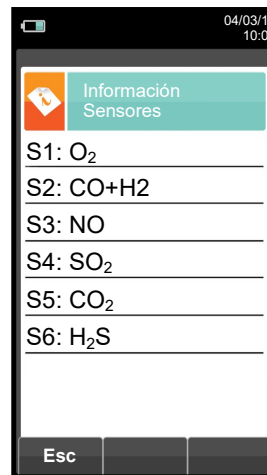 04/03/1
10:0
Información
Sensores
S1: O₂
S2: CO+H2
S3: NO
S4: SO₂
S5: CO₂
S6: H₂S
Esc